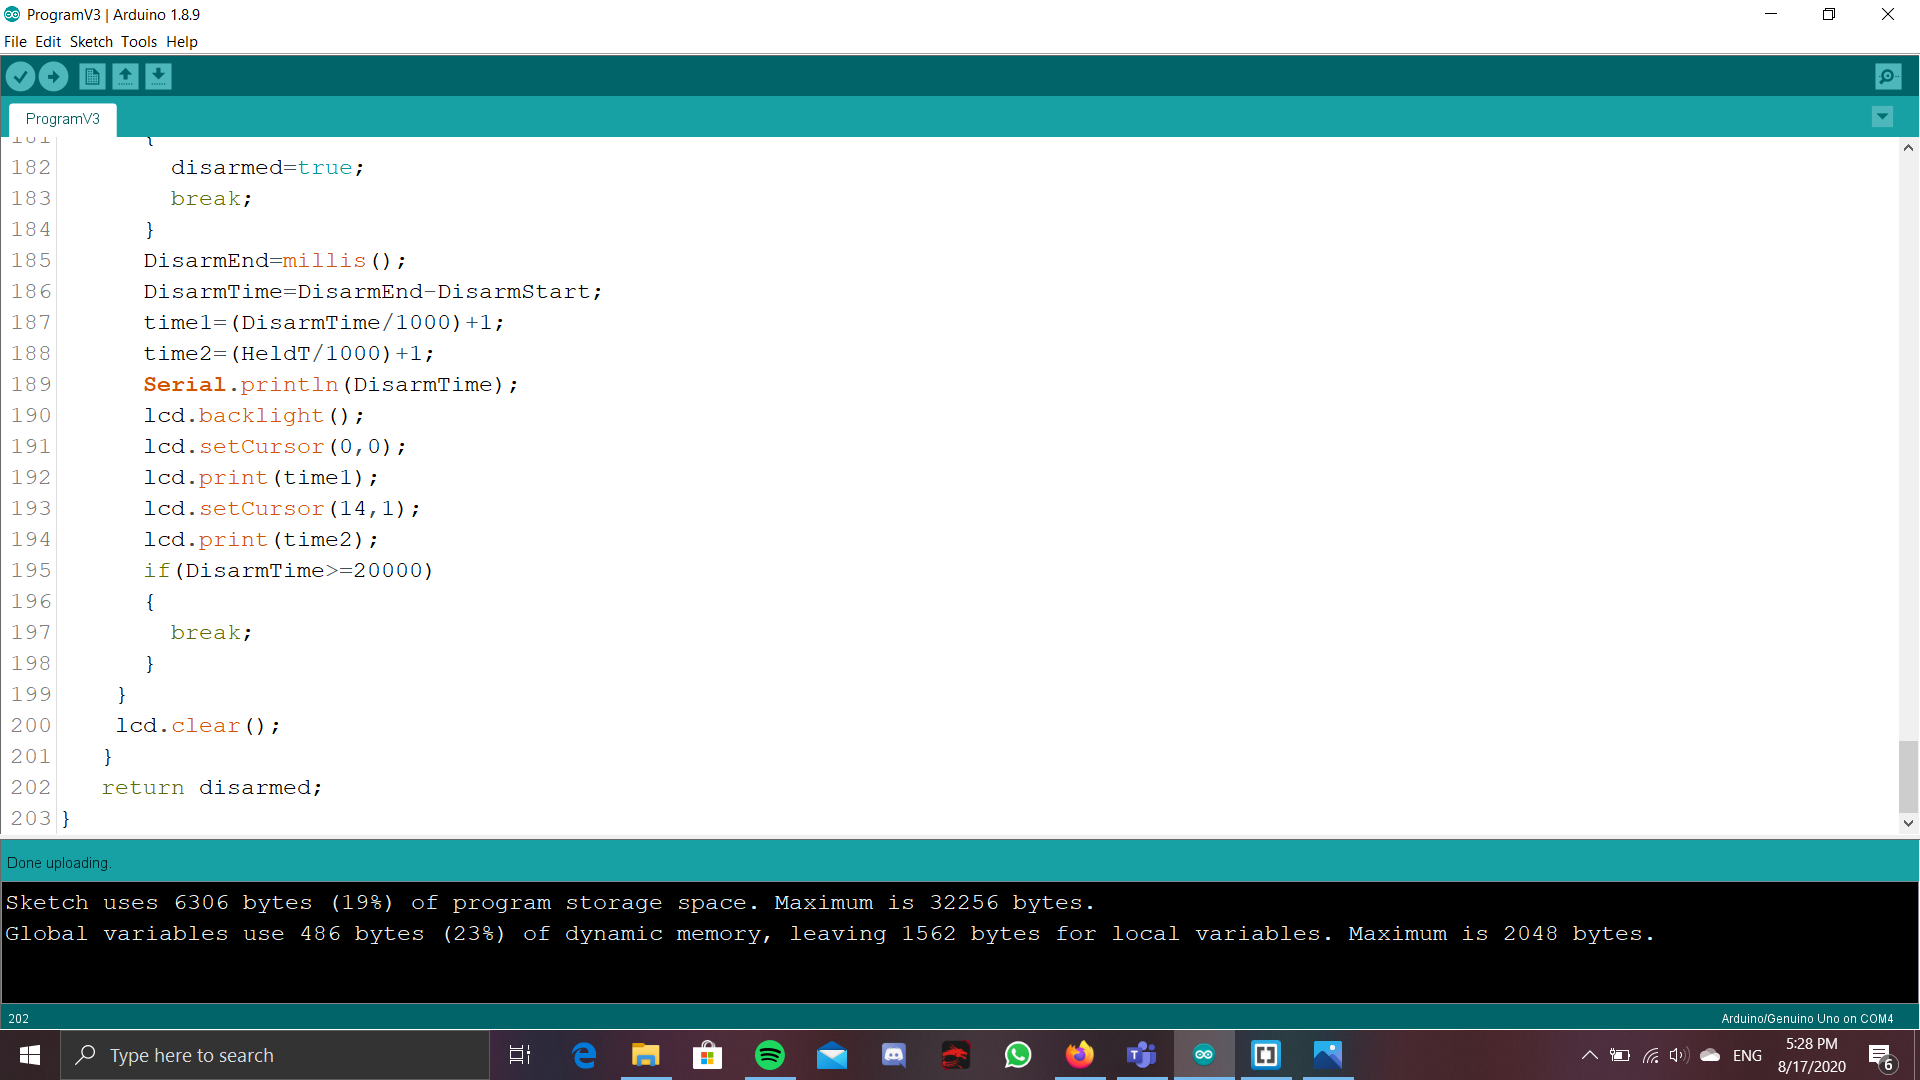 ProgramV3 | Arduino 1.8.9
File Edit Sketch Tools Help
ProgramV3
181 {
182 disarmed=true;
183 break;
184 }
185 DisarmEnd=millis();
186 DisarmTime=DisarmEnd-DisarmStart;
187 time1=(DisarmTime/1000)+1;
188 time2=(HeldT/1000)+1;
189 Serial.println(DisarmTime);
190 lcd.backlight();
191 lcd.setCursor(0,0);
192 lcd.print(time1);
193 lcd.setCursor(14,1);
194 lcd.print(time2);
195 if(DisarmTime>=20000)
196 {
197 break;
198 }
199 }
200 lcd.clear();
201 }
202 return disarmed;
203 }
Done uploading.
Sketch uses 6306 bytes (19%) of program storage space. Maximum is 32256 bytes.
Global variables use 486 bytes (23%) of dynamic memory, leaving 1562 bytes for local variables. Maximum is 2048 bytes.
202 Arduino/Genuino Uno on COM4
Type here to search
ENG
5:28 PM
8/17/2020
6